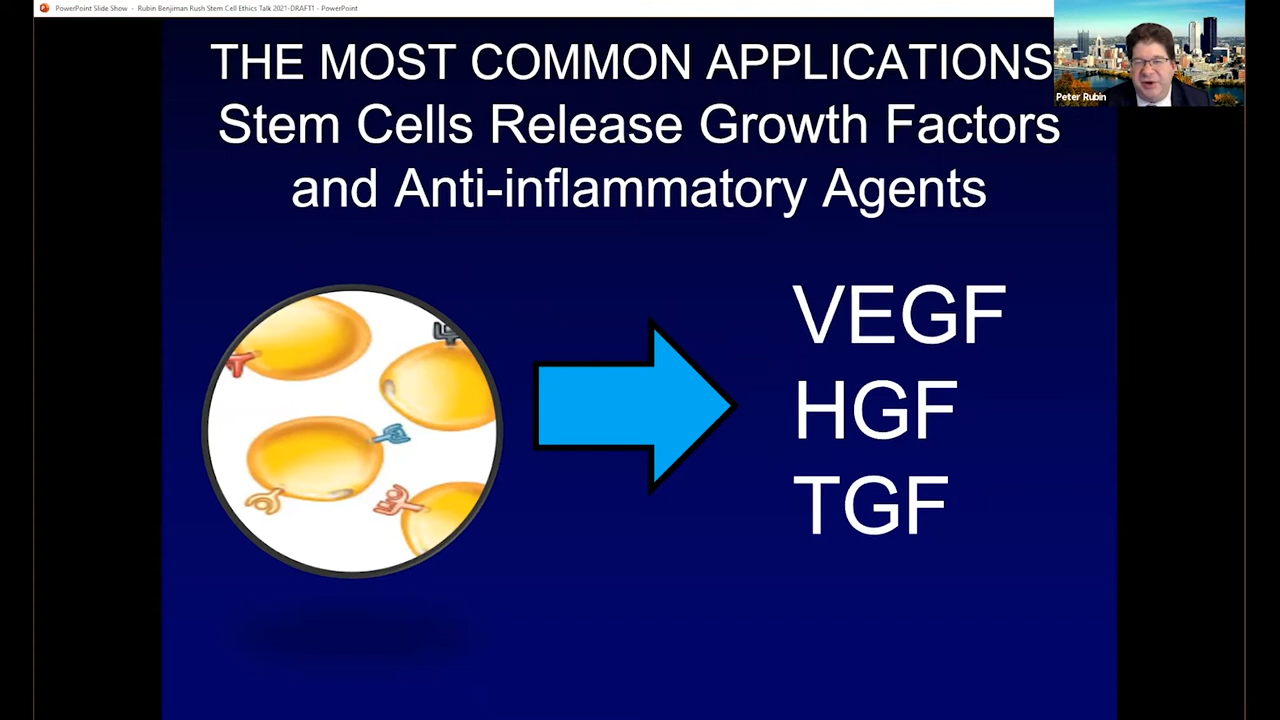 PowerPoint Slide Show - Rubin Benjiman Rush Stem Cell Ethics Talk 2021-DRAFT1 - PowerPoint
THE MOST COMMON APPLICATIONS
Stem Cells Release Growth Factors
and Anti-inflammatory Agents
Peter Rubin
VEGF
HGF
TGF